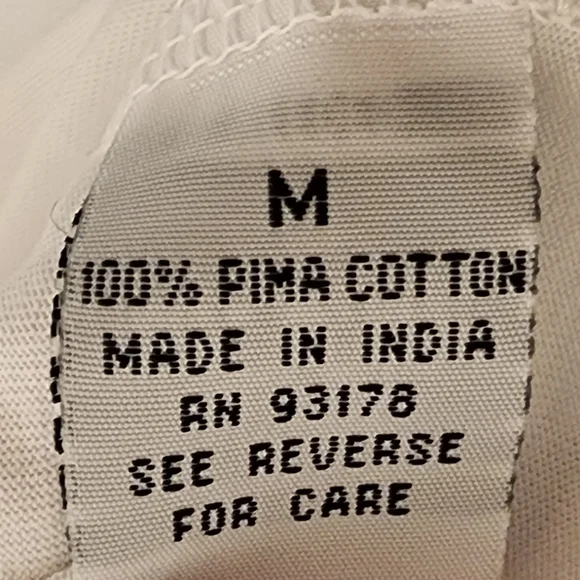 M
100% PIMA COTTON
MADE IN INDIA
RN 93178
SEE REVERSE
FOR CARE